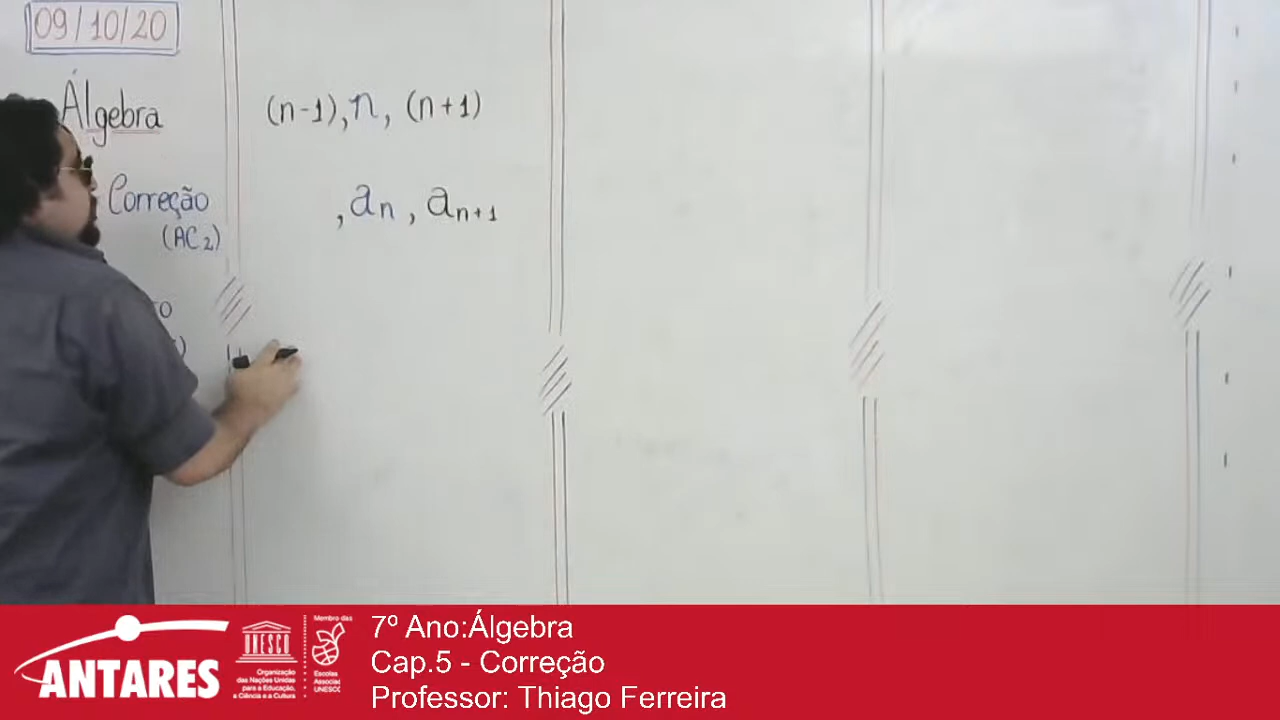 09/10/20
Álgebra
Correção
(AC2)
(n-1), n, (n+1)
, an, an+1
ANTARES
UNESCO
Organização
das Nações Unidas
para a Educação,
a Ciência e a Cultura
Membro das
Escolas
Associadas
UNESCO
7º Ano:Álgebra
Cap.5 - Correção
Professor: Thiago Ferreira